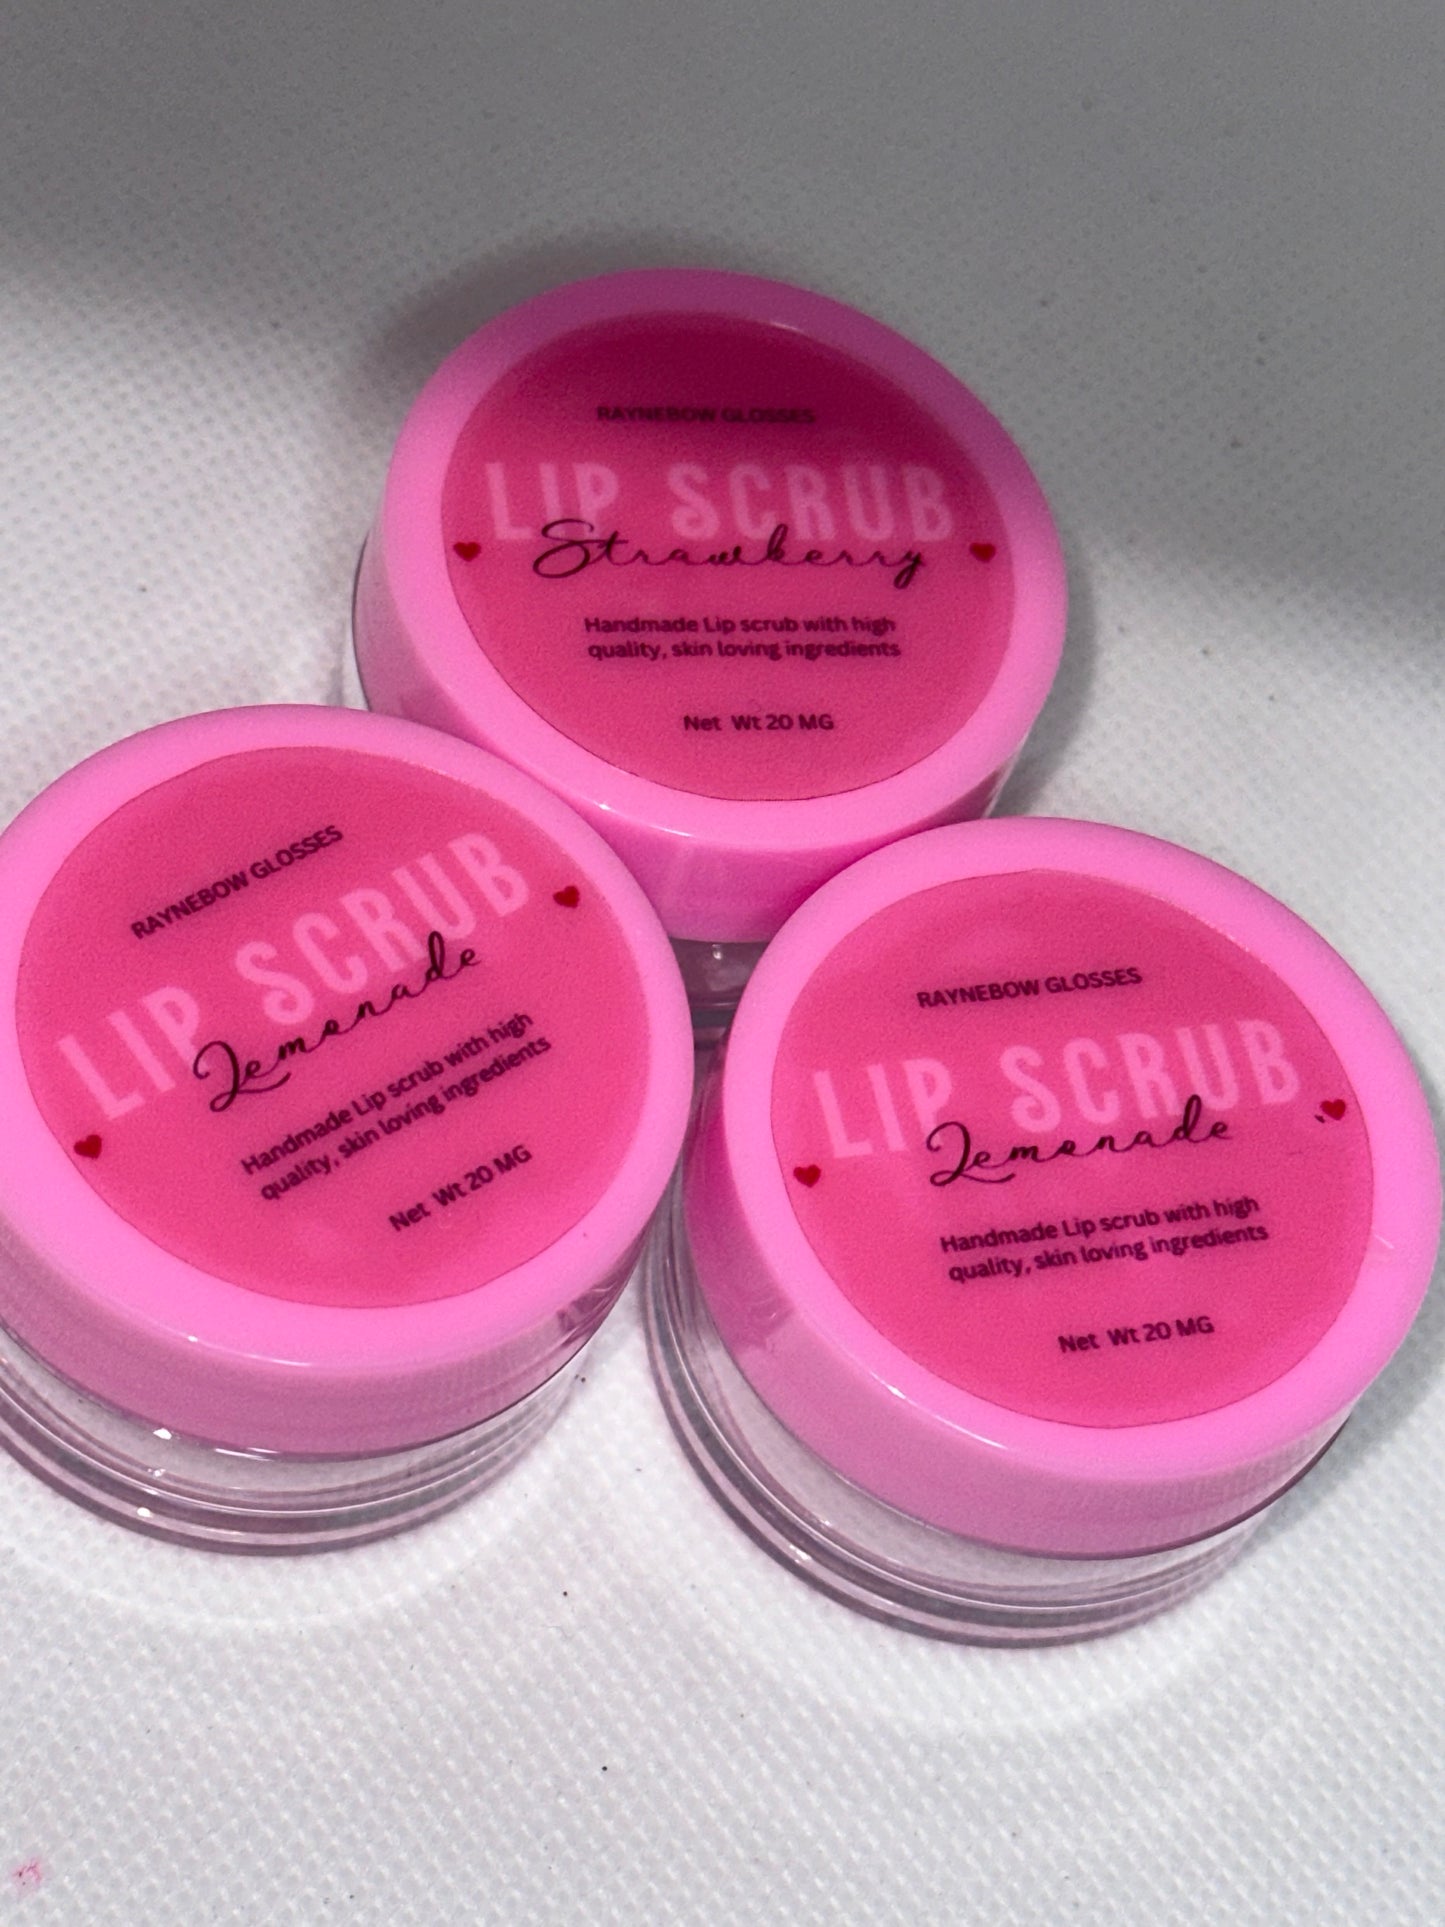 RAYNEBOW GLOSSES
LIP SCRUB
Strawberry
Handmade Lip scrub with high
quality, skin loving ingredients
Net Wt 20 MG
RAYNEBOW GLOSSES
LIP SCRUB
Lemonade
Handmade Lip scrub with high
quality, skin loving ingredients
Net Wt 20 MG
RAYNEBOW GLOSSES
LIP SCRUB
Lemonade
Handmade Lip scrub with high
quality, skin loving ingredients
Net Wt 20 MG